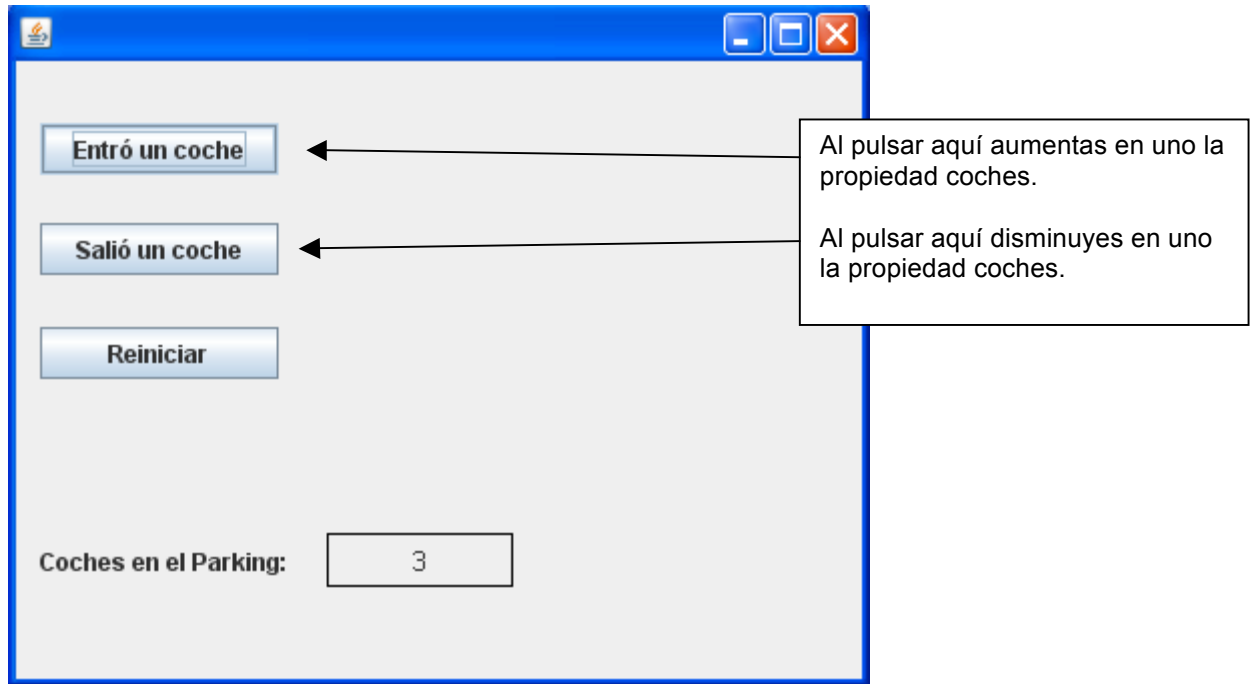 Entró un coche
Salió un coche
Reiniciar
Coches en el Parking:
3
Al pulsar aquí aumentas en uno la
propiedad coches.
Al pulsar aquí disminuyes en uno
la propiedad coches.